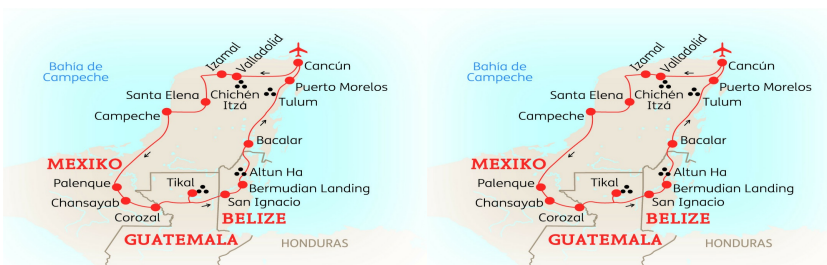 Bahía de
Campeche
Izamal
Valladolid
Cancún
Puerto Morelos
Chichén
Itzá
Tulum
Santa Elena
Campeche
Bacalar
MEXIKO
Palenque
Tikal
Altun Ha
Bermudian Landing
Chansayab
San Ignacio
Corozal
BELIZE
GUATEMALA
HONDURAS
Bahía de
Campeche
Izamal
Valladolid
Cancún
Puerto Morelos
Chichén
Itzá
Tulum
Santa Elena
Campeche
Bacalar
MEXIKO
Palenque
Tikal
Altun Ha
Bermudian Landing
Chansayab
San Ignacio
Corozal
BELIZE
GUATEMALA
HONDURAS